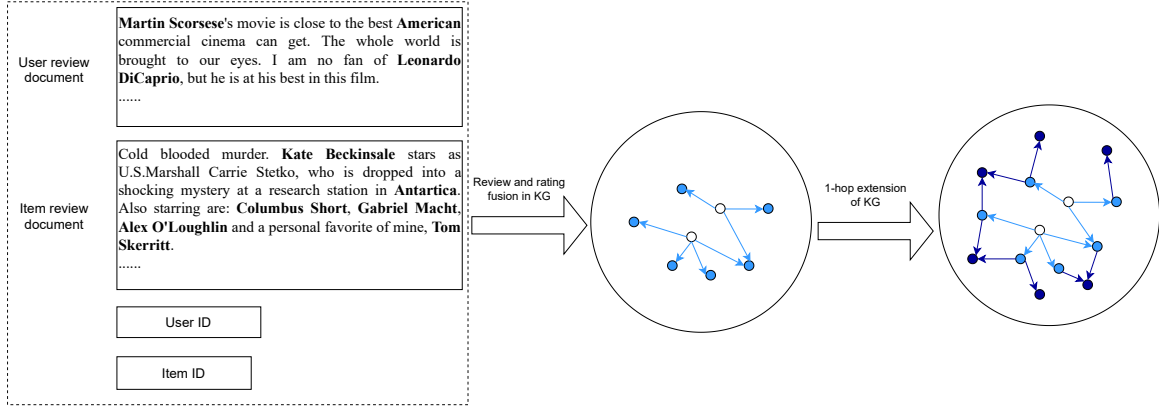 User review
document
Martin Scorsese's movie is close to the best American
commercial cinema can get. The whole world is
brought to our eyes. I am no fan of Leonardo
DiCaprio, but he is at his best in this film.
......
Item review
document
Cold blooded murder. Kate Beckinsale stars as
U.S.Marshall Carrie Stetko, who is dropped into a
shocking mystery at a research station in Antartica.
Also starring are: Columbus Short, Gabriel Macht,
Alex O'Loughlin and a personal favorite of mine, Tom
Skerritt.
......
User ID
Item ID
Review and rating
fusion in KG
1-hop extension
of KG